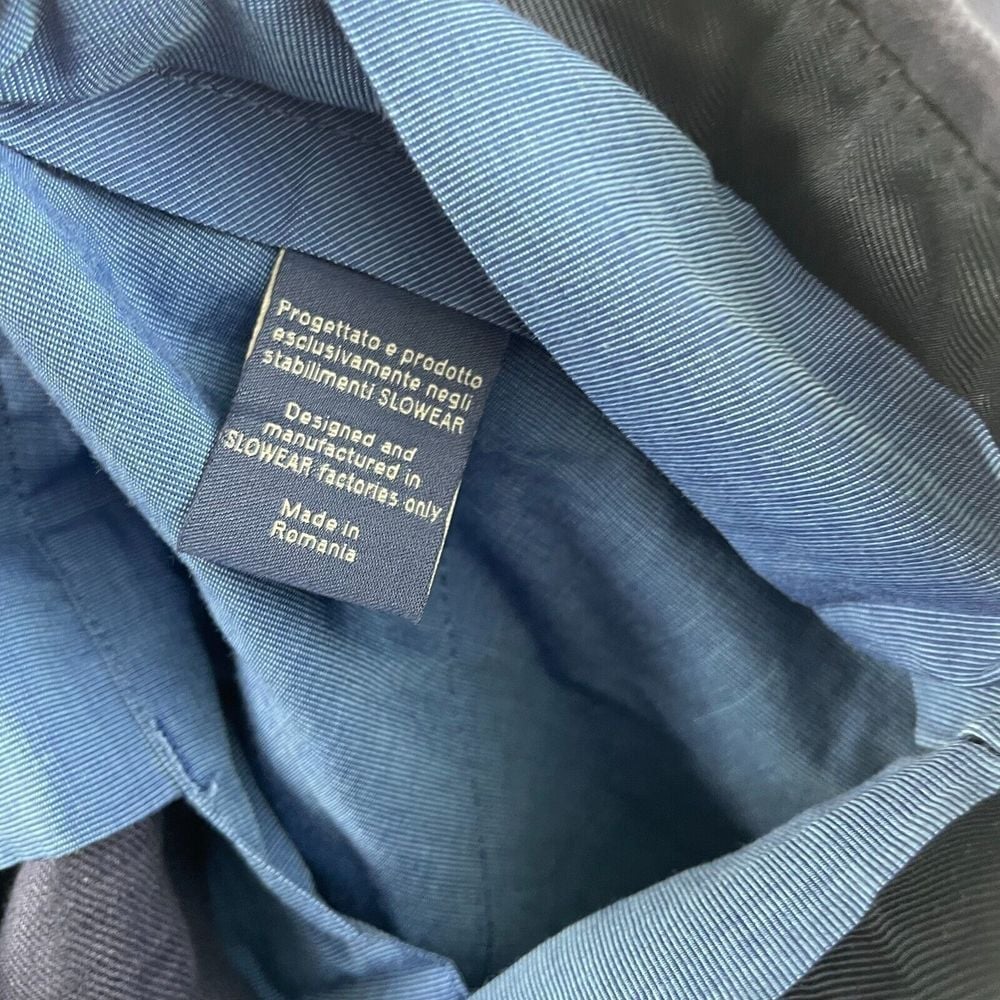 Progettato e prodotto
esclusivamente negli
stabilimenti SLOWEAR
Designed and
manufactured in
SLOWEAR factories only
Made in
Romania